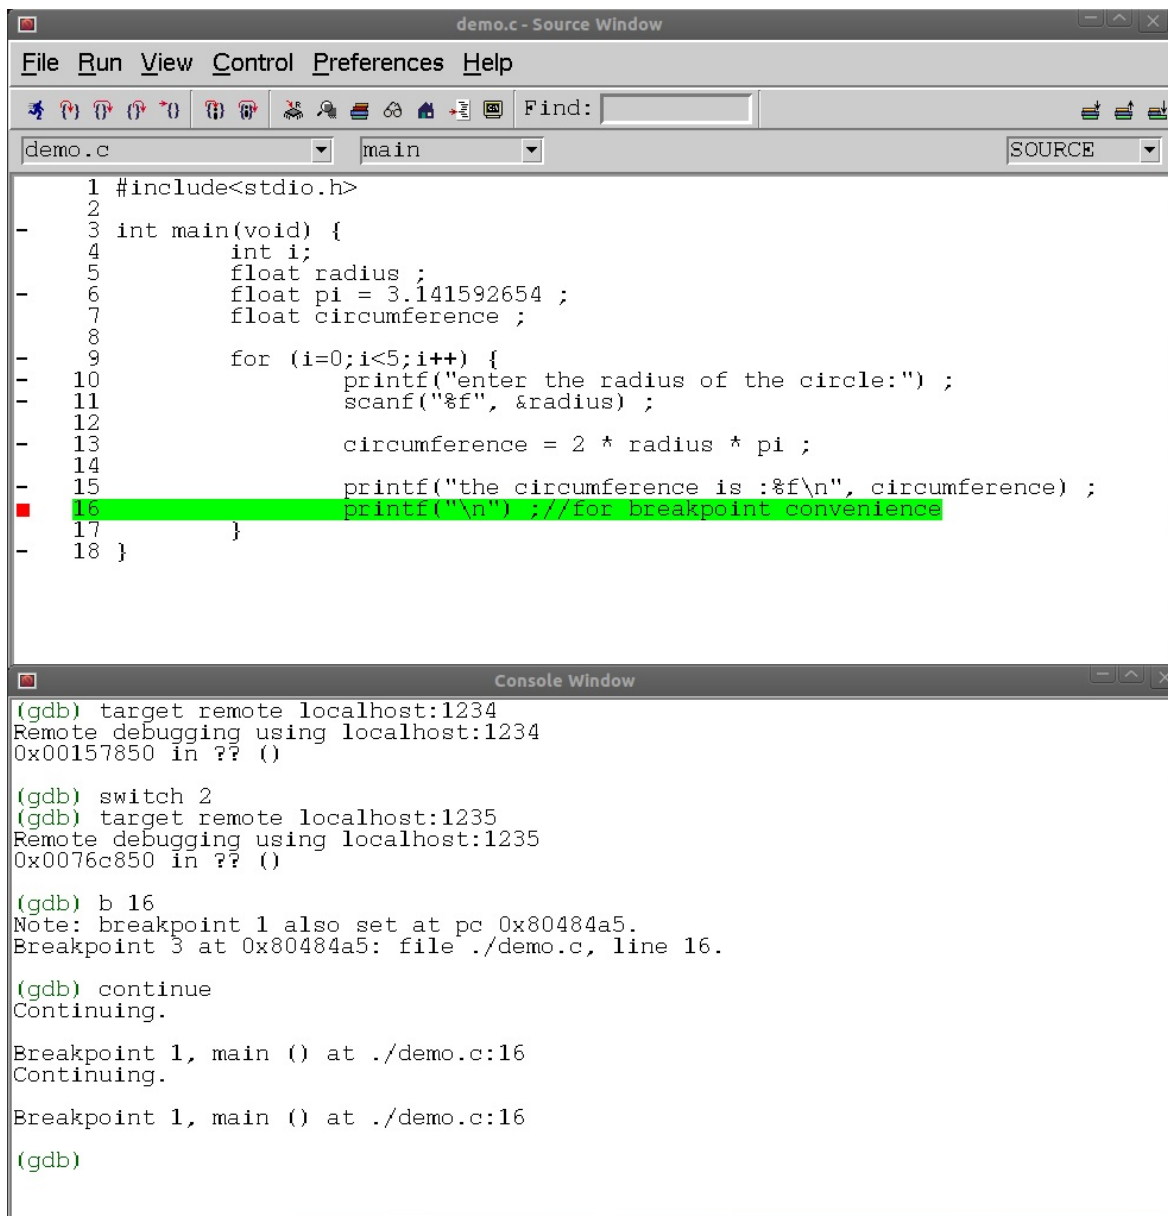 demo.c - Source Window
File Run View Control Preferences Help
Find:
demo.c main SOURCE
1 #include<stdio.h>
2
3 int main(void) {
4 int i;
5 float radius ;
6 float pi = 3.141592654 ;
7 float circumference ;
8
9 for (i=0;i<5;i++) {
10 printf("enter the radius of the circle:") ;
11 scanf("%f", &radius) ;
12
13 circumference = 2 * radius * pi ;
14
15 printf("the circumference is :%f\n", circumference) ;
16 printf("\n") ;//for breakpoint convenience
17 }
18 }
Console Window
(gdb) target remote localhost:1234
Remote debugging using localhost:1234
0x00157850 in ?? ()
(gdb) switch 2
(gdb) target remote localhost:1235
Remote debugging using localhost:1235
0x0076c850 in ?? ()
(gdb) b 16
Note: breakpoint 1 also set at pc 0x80484a5.
Breakpoint 3 at 0x80484a5: file ./demo.c, line 16.
(gdb) continue
Continuing.
Breakpoint 1, main () at ./demo.c:16
Continuing.
Breakpoint 1, main () at ./demo.c:16
(gdb)